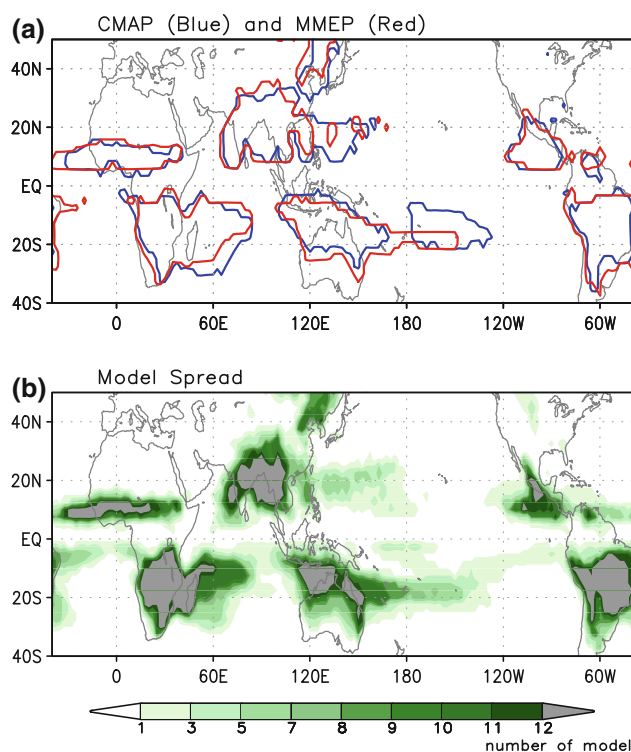 (a) CMAP (Blue) and MMEP (Red)
40N
20N
EQ
20S
40S
0 60E 120E 180 120W 60W
(b) Model Spread
40N
20N
EQ
20S
40S
0 60E 120E 180 120W 60W
1 3 5 7 8 9 10 11 12
number of model